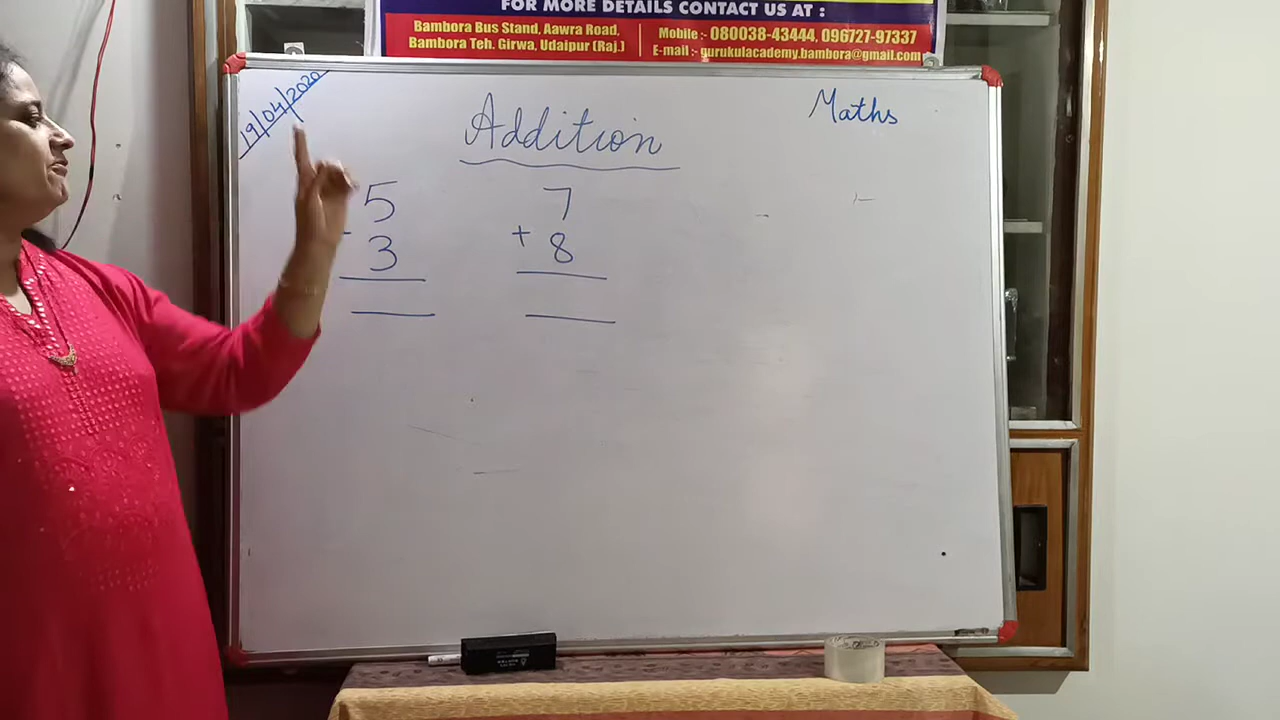 FOR MORE DETAILS CONTACT US AT :
Bambora Bus Stand, Aawra Road,
Bambora Teh. Girwa, Udaipur (Raj.)
Mobile :- 080038-43444, 096727-97337
E-mail :- gurukulacademy.bambora@gmail.com
19/04/2020
Addition
Maths
5
3
7
+ 8